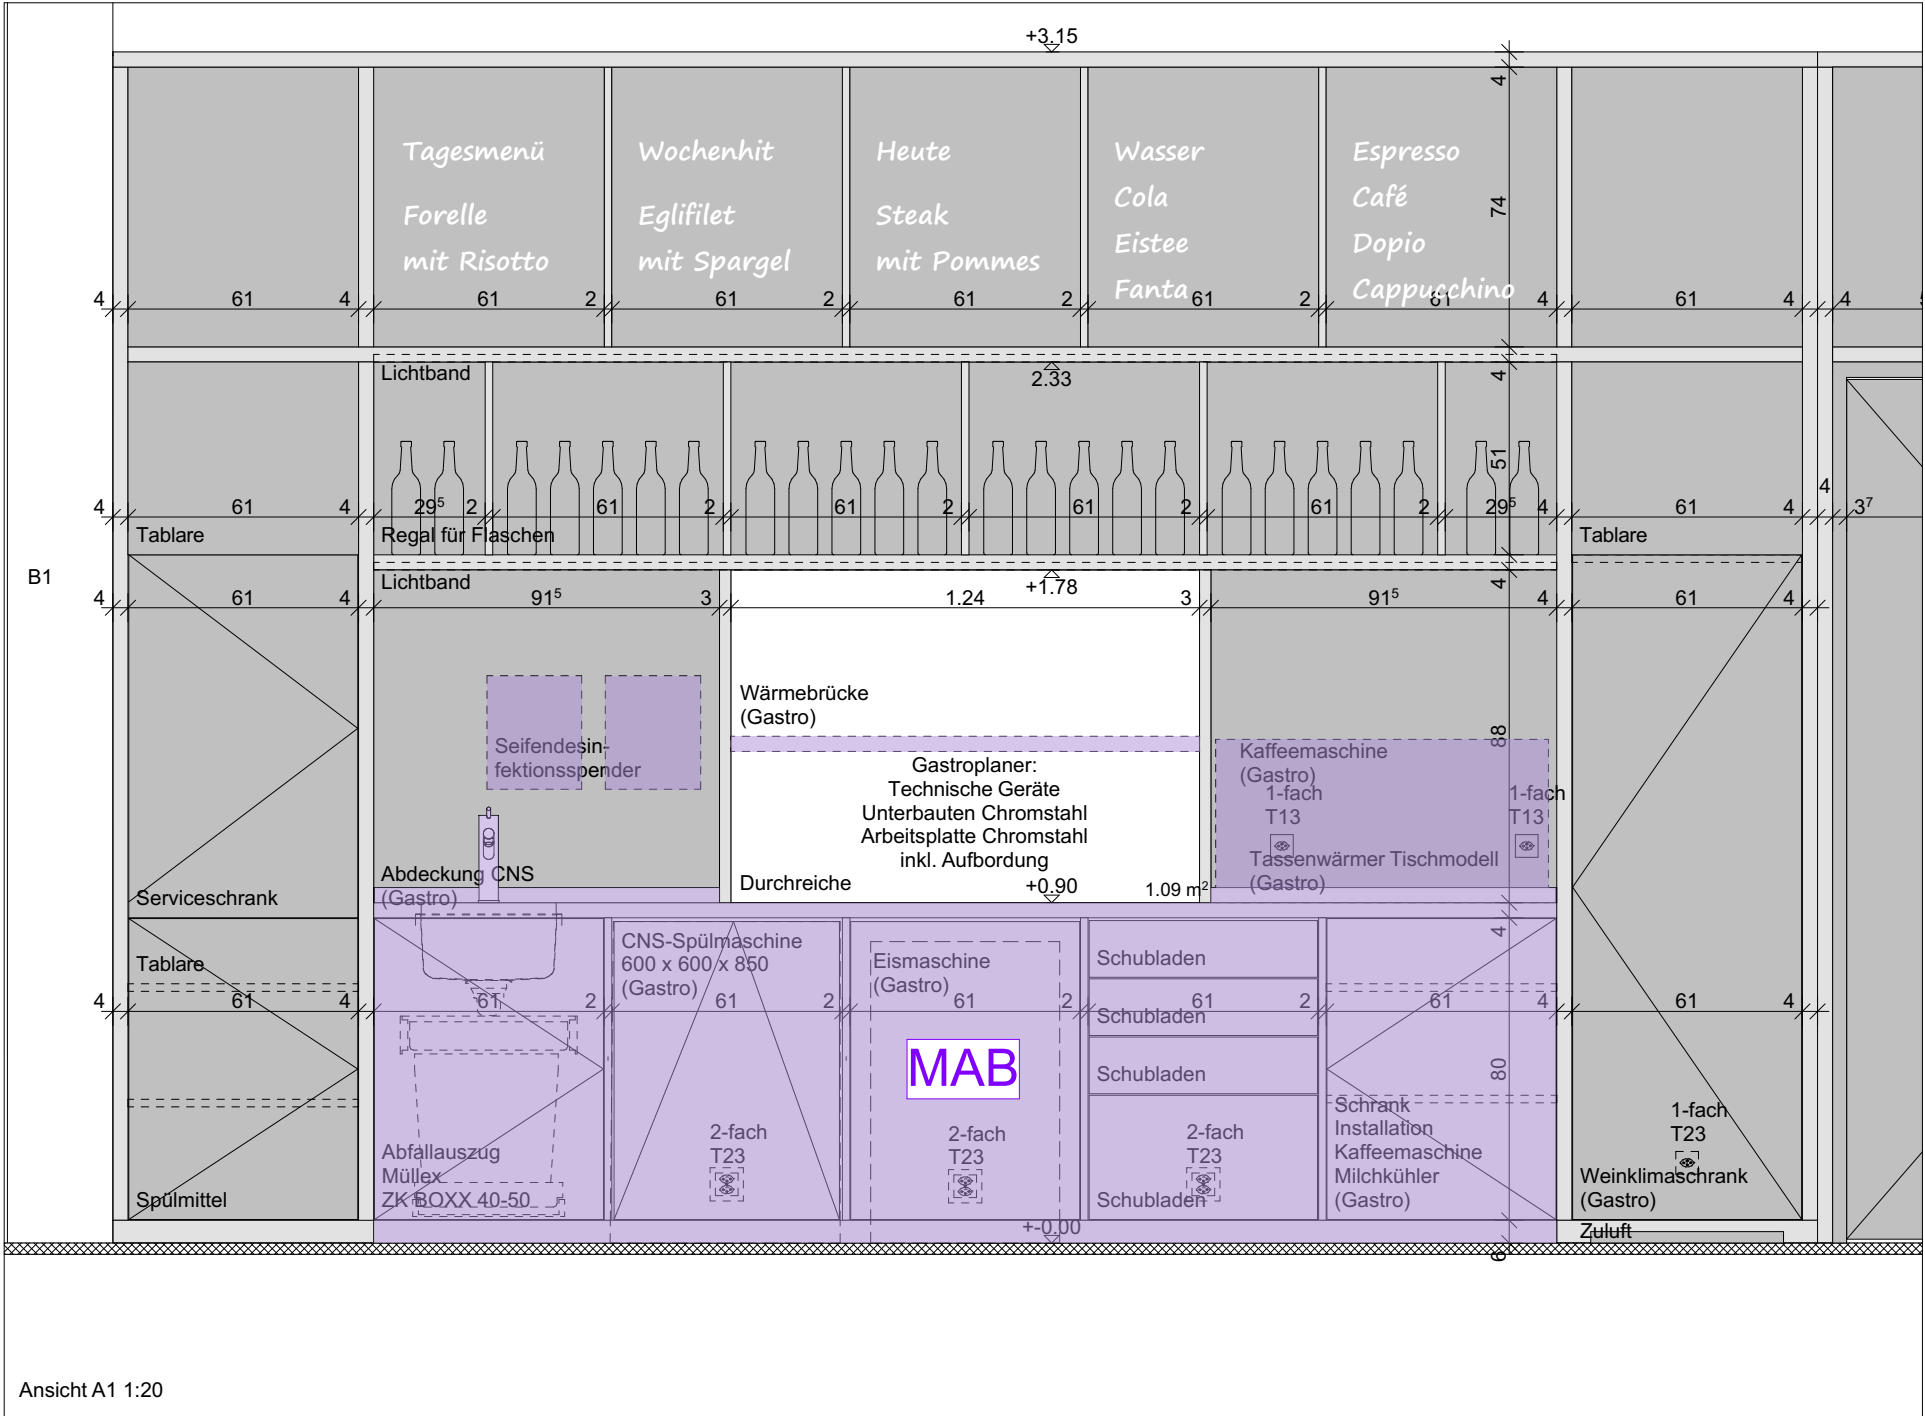 +3.15
4
Tagesmenü
Forelle
mit Risotto
Wochenhit
Eglifilet
mit Spargel
Heute
Steak
mit Pommes
Wasser
Cola
Eistee
Fanta
Espresso
Café
Dopio
Cappucchino
74
4 61 4 61 2 61 2 61 2 61 2 61 4 61 4 4
Lichtband
2.33
4
51
4 61 4 29⁵ 2 61 2 61 2 61 2 61 2 29⁵ 4 61 4 4 3⁷
Tablare
Regal für Flaschen
Tablare
B1
Lichtband
+1.78
4
4 61 4 91⁵ 3 1.24 3 91⁵ 4 61 4
Wärmebrücke
(Gastro)
Seifendesin-
fektionsspender
88
Kaffeemaschine
(Gastro)
Gastroplaner:
Technische Geräte
Unterbauten Chromstahl
Arbeitsplatte Chromstahl
inkl. Aufbordung
1-fach
T13
1-fach
T13
Tassenwärmer Tischmodell
(Gastro)
Abdeckung CNS
(Gastro)
Serviceschrank
Durchreiche
+0.90
1.09 m²
4
CNS-Spülmaschine
600 x 600 x 850
(Gastro)
Eismaschine
(Gastro)
Schubladen
Tablare
4 61 4 61 2 61 2 61 2 61 2 61 4 61 4
Schubladen
MAB
Schubladen
80
Schrank
Installation
Kaffeemaschine
Milchkühler
(Gastro)
1-fach
T23
2-fach
T23
2-fach
T23
2-fach
T23
Abfallauszug
Müllex
ZK BOXX 40-50
Schubladen
Weinklimaschrank
(Gastro)
Spülmittel
+-0.00
Zuluft
6
Ansicht A1 1:20